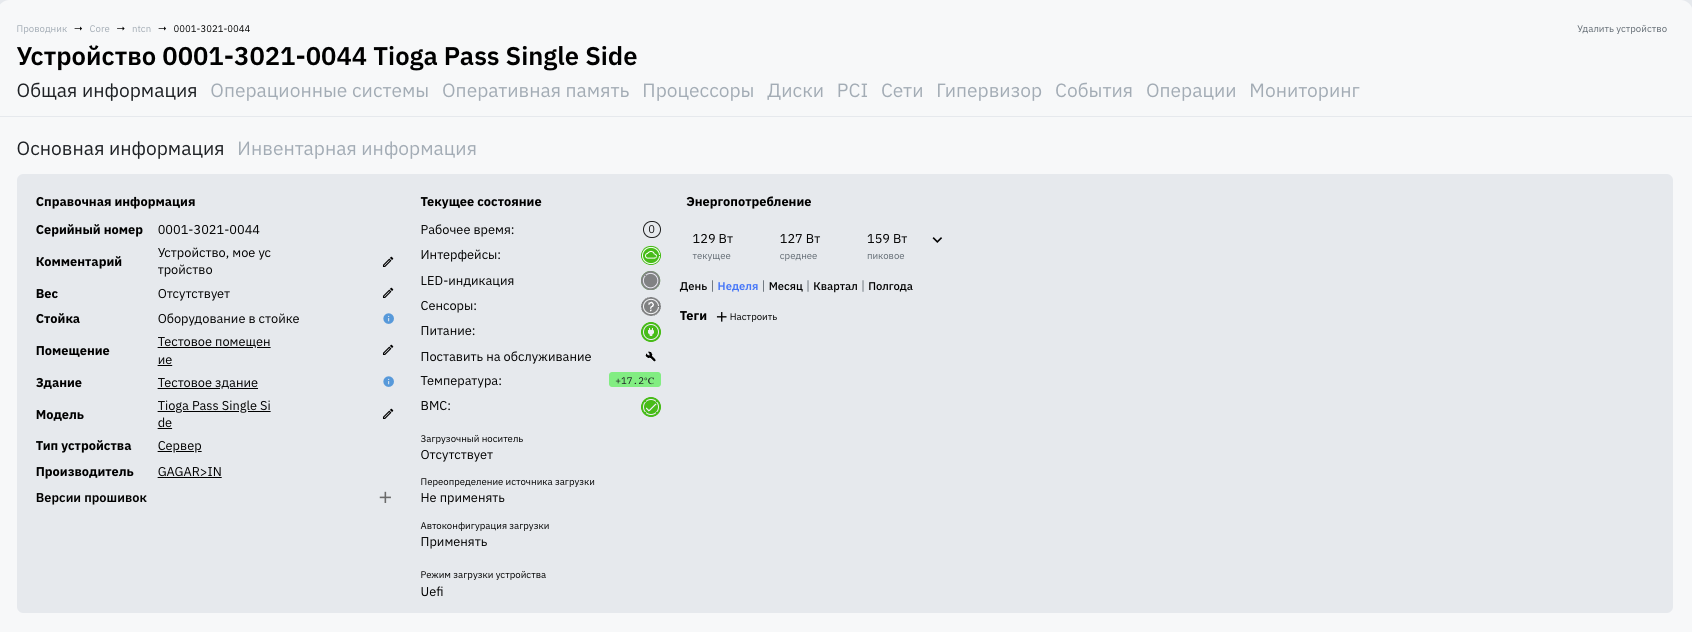 Проводник → Core → ntcn → 0001-3021-0044
Удалить устройство
Устройство 0001-3021-0044 Tioga Pass Single Side
Общая информация Операционные системы Оперативная память Процессоры Диски PCI Сети Гипервизор События Операции Мониторинг
Основная информация Инвентарная информация
Справочная информация
Серийный номер 0001-3021-0044
Комментарий Устройство, мое ус
тройство
Вес Отсутствует
Стойка Оборудование в стойке
Помещение Тестовое помещен
ие
Здание Тестовое здание
Модель Tioga Pass Single Si
de
Тип устройства Сервер
Производитель GAGAR>IN
Версии прошивок
Текущее состояние
Рабочее время: 0
Интерфейсы:
LED-индикация
Сенсоры: ?
Питание:
Поставить на обслуживание
Температура: +17.2°C
BMC:
Загрузочный носитель
Отсутствует
Переопределение источника загрузки
Не применять
Автоконфигурация загрузки
Применять
Режим загрузки устройства
Uefi
Энергопотребление
129 Вт 127 Вт 159 Вт
текущее среднее пиковое
День | Неделя | Месяц | Квартал | Полгода
Теги + Настроить